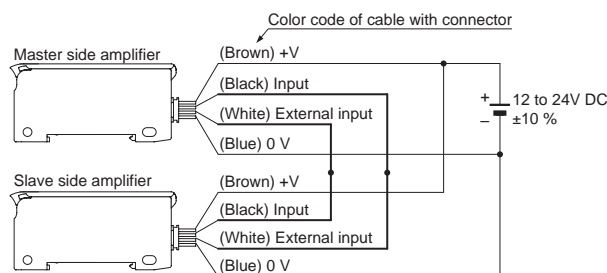 Color code of cable with connector
Master side amplifier
(Brown) +V
(Black) Input
(White) External input
(Blue) 0 V
+
–
12 to 24V DC
±10 %
Slave side amplifier
(Brown) +V
(Black) Input
(White) External input
(Blue) 0 V